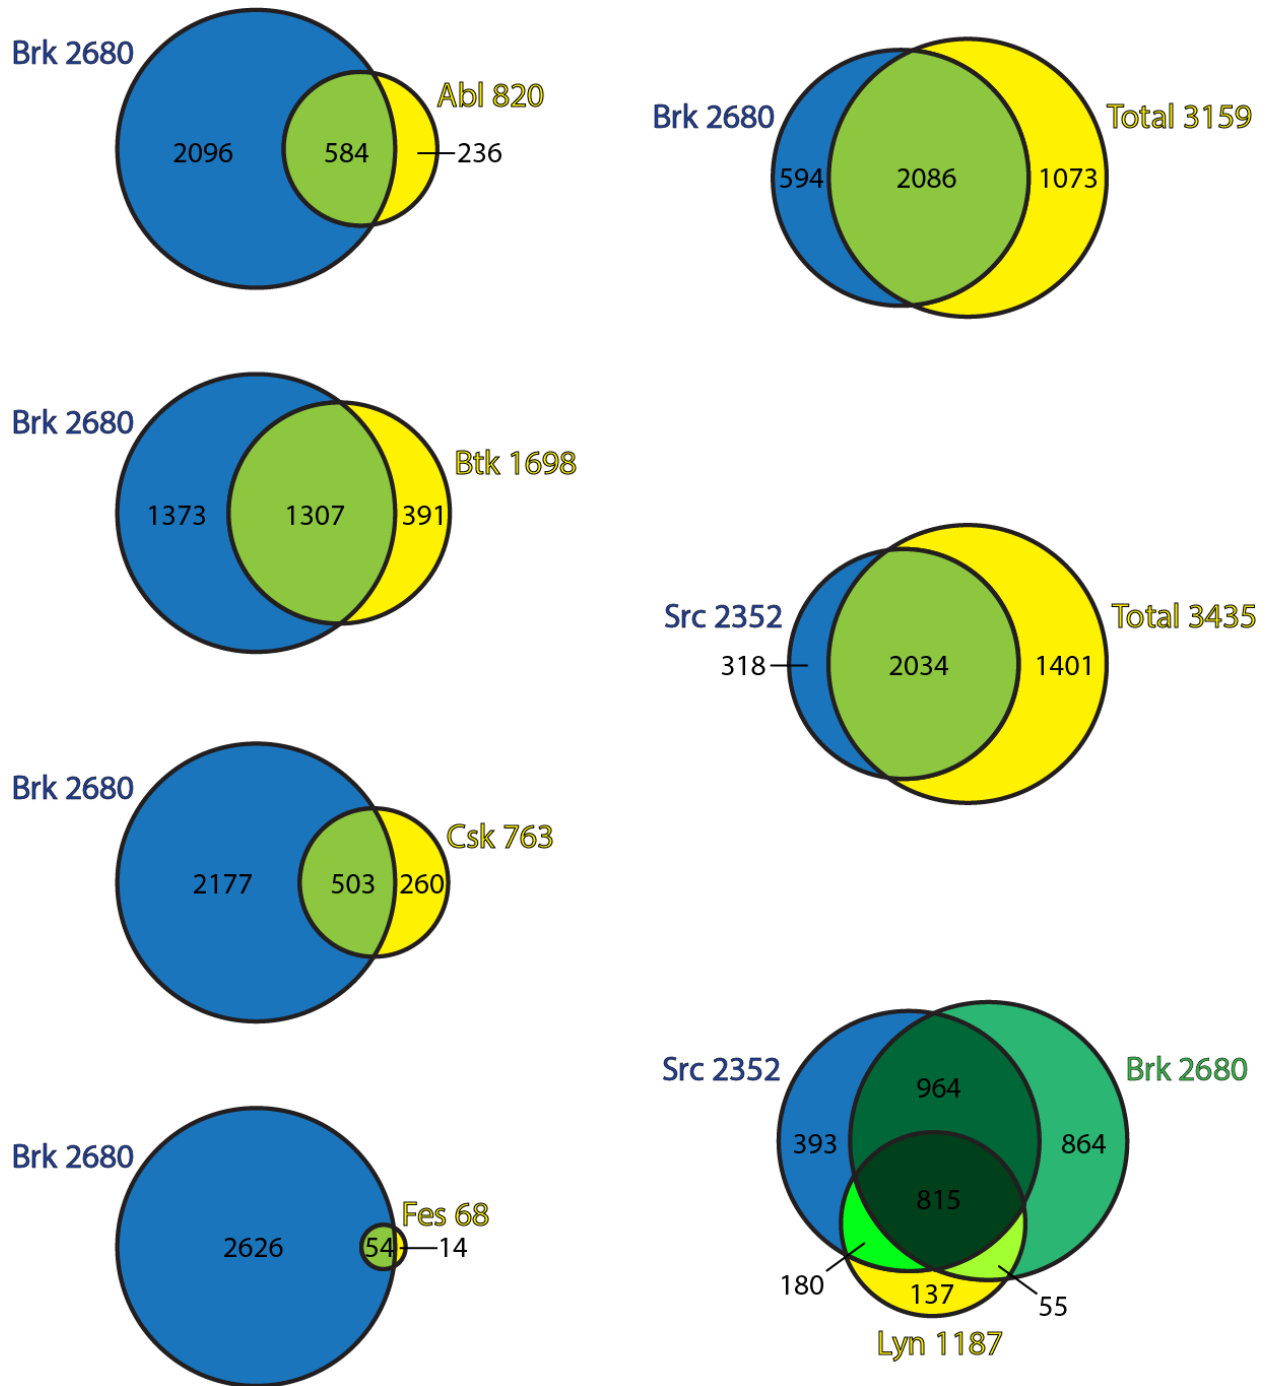 Brk 2680
Abl 820
2096
584
236
Brk 2680
Total 3159
594
2086
1073
Brk 2680
Btk 1698
1373
1307
391
Src 2352
Total 3435
318
2034
1401
Brk 2680
Csk 763
2177
503
260
Brk 2680
Fes 68
2626
54
14
Src 2352
Brk 2680
964
393
864
815
180
137
55
Lyn 1187